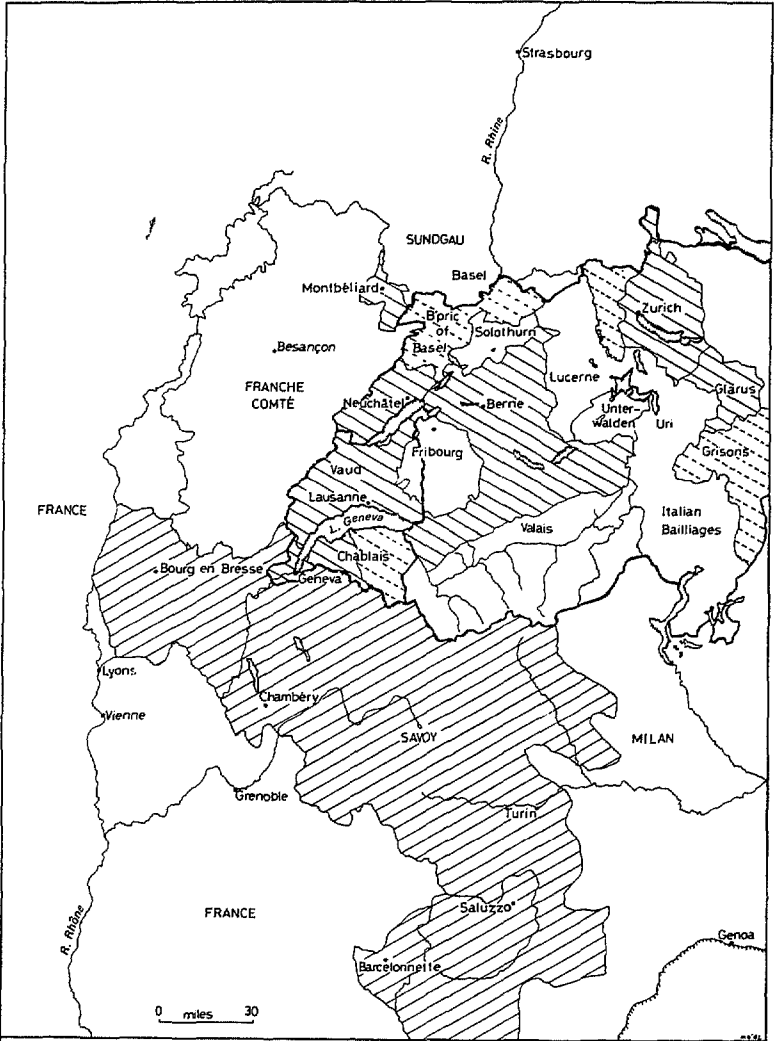 Strasbourg
R. Rhine
SUNDGAU
Basel
Montbéliard
B'pric
of
Basel
Solothurn
Zurich
Besançon
Lucerne
Glarus
FRANCHE
COMTÉ
Neuchâtel
Berne
Unter-
walden
Uri
Fribourg
Grisons
Vaud
Lausanne
FRANCE
L. Geneva
Valais
Italian
Bailliages
Chablais
Bourg en Bresse
Geneva
Lyons
Chambéry
Vienne
SAVOY
MILAN
Grenoble
Turin
FRANCE
Saluzzo
R. Rhône
Genoa
Barcelonnette
0 miles 30